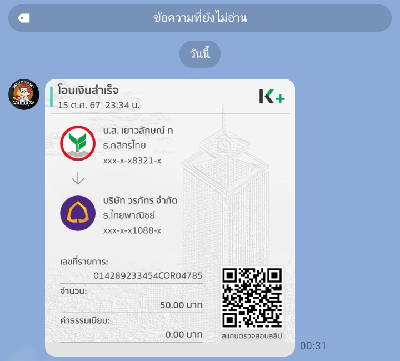 ข้อความที่ยังไม่อ่าน
วันนี้
โอนเงินสำเร็จ
15 ต.ค. 67 23:34 น.
K+
น.ส. เยาวลักษณ์ ท
ธ.กสิกรไทย
xxx-x-x8321-x
บริษัท วรภัทร จำกัด
ธ.ไทยพาณิชย์
xxx-x-x1088-x
เลขที่รายการ:
014289233454COR04785
จำนวน:
50.00 บาท
ค่าธรรมเนียม:
0.00 บาท
สแกนตรวจสอบสลิป
00:31